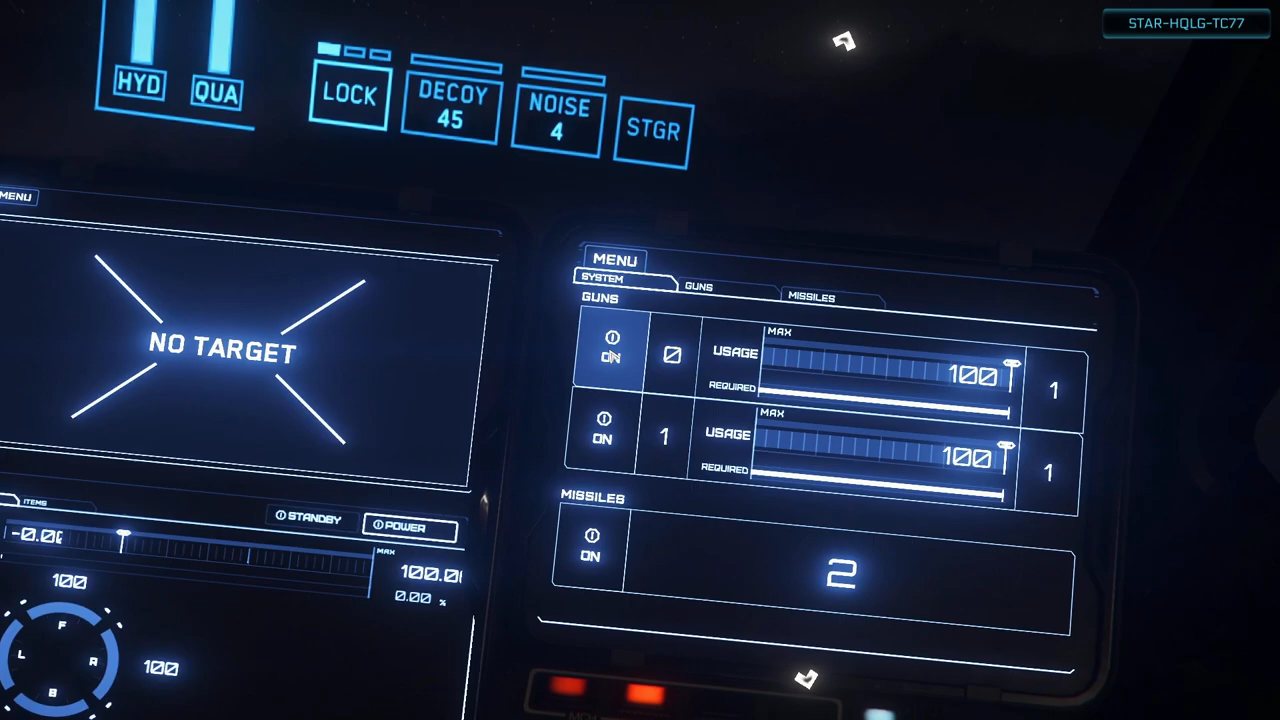 STAR-HQLG-TC77
HYD
QUA
LOCK
DECOY
45
NOISE
4
STGR
MENU
NO TARGET
ITEMS
STANDBY
POWER
MAX
100.0
0.00 %
100
F
L
R
B
100
MENU
SYSTEM
GUNS
MISSILES
GUNS
ON
0
USAGE
MAX
100
REQUIRED
1
ON
1
USAGE
MAX
100
REQUIRED
1
MISSILES
ON
2